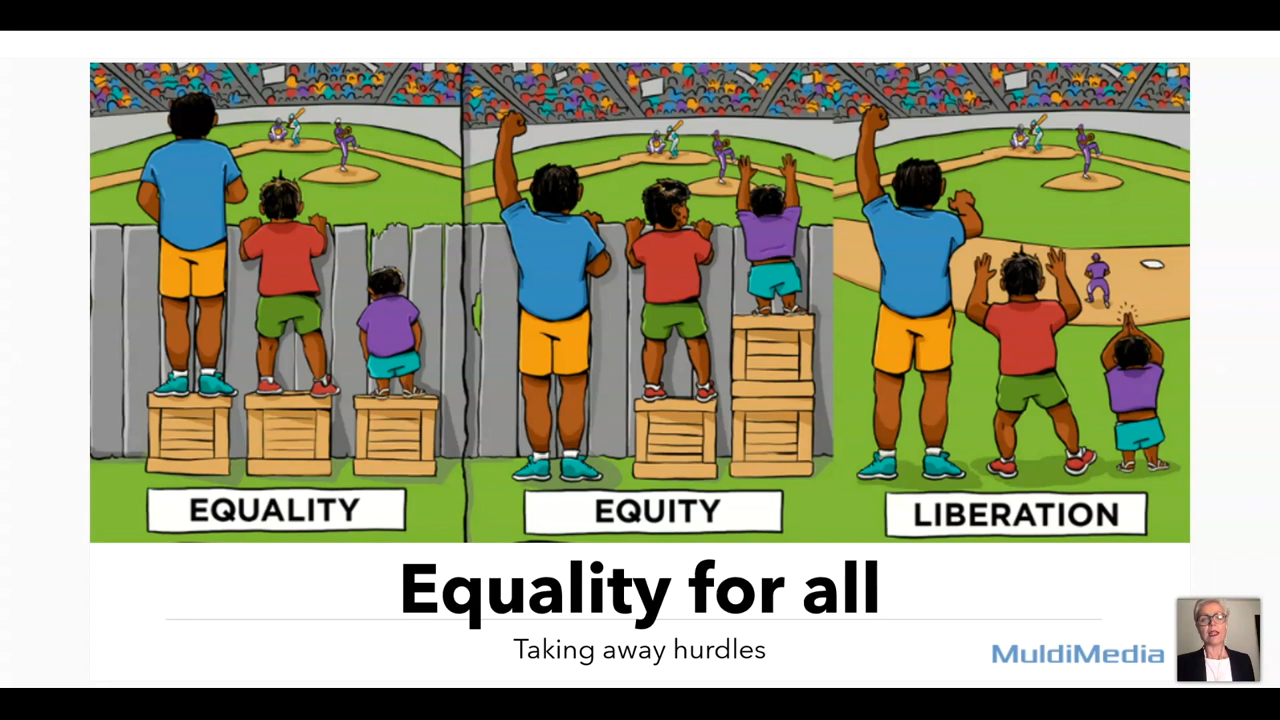 EQUALITY
EQUITY
LIBERATION
Equality for all
Taking away hurdles
MuldiMedia